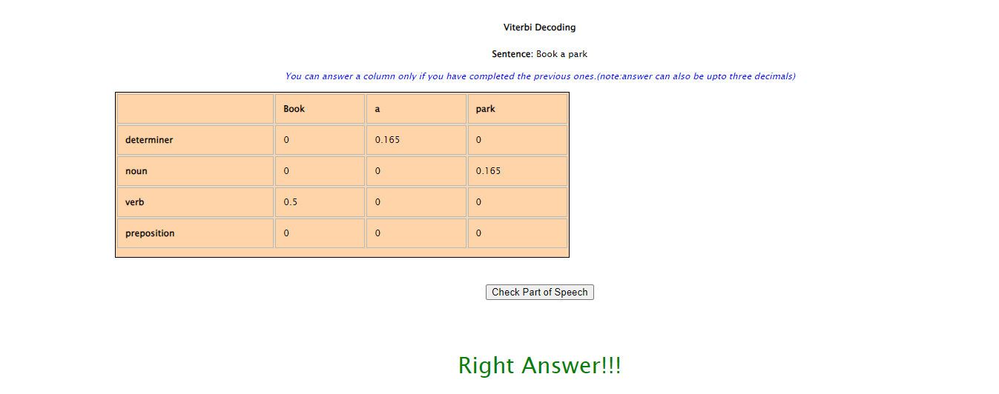 Viterbi Decoding
Sentence: Book a park
You can answer a column only if you have completed the previous ones.(note:answer can also be upto three decimals)
Book a park
determiner 0 0.165 0
noun 0 0 0.165
verb 0.5 0 0
preposition 0 0 0
Check Part of Speech
Right Answer!!!